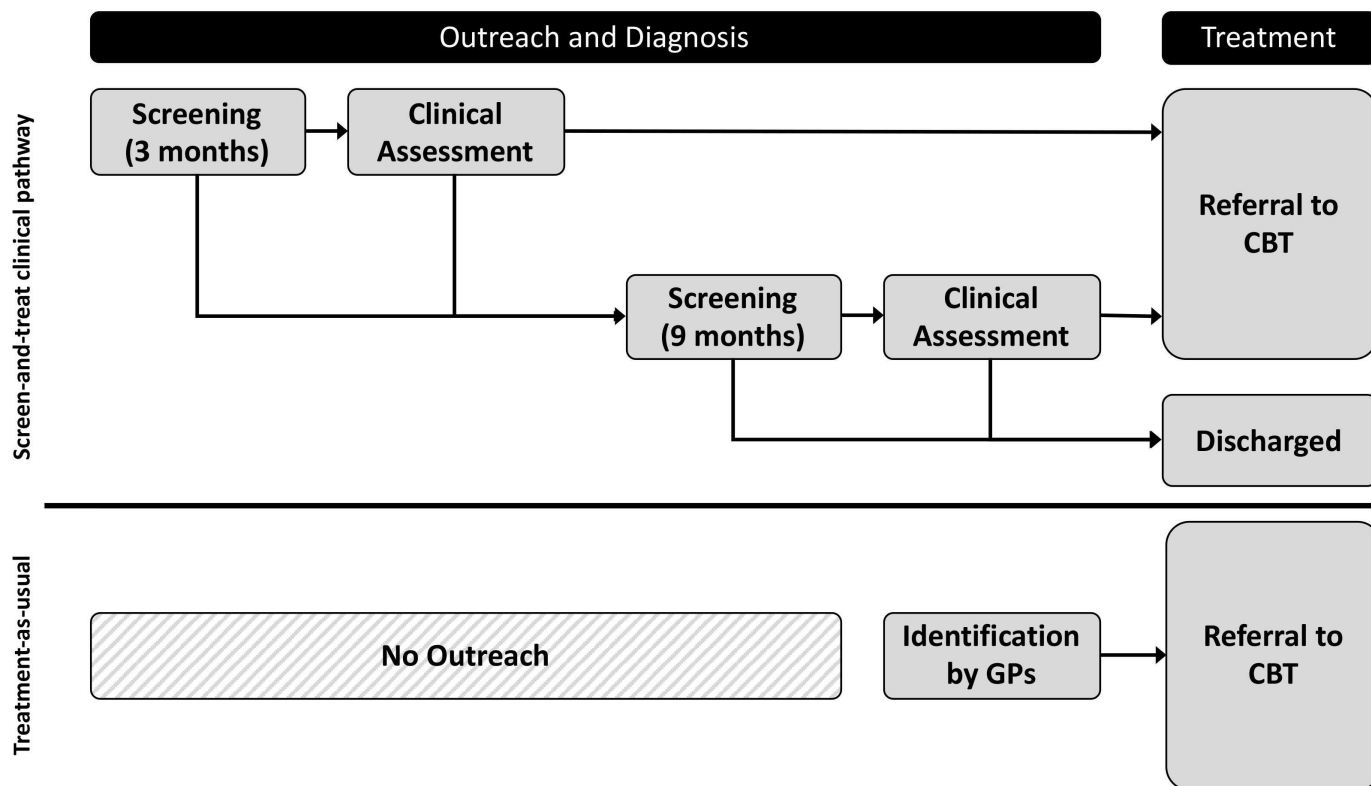 Outreach and Diagnosis
Treatment
Screen-and-treat clinical pathway
Screening
(3 months)
Clinical
Assessment
Referral to
CBT
Screening
(9 months)
Clinical
Assessment
Discharged
Treatment-as-usual
No Outreach
Identification
by GPs
Referral to
CBT